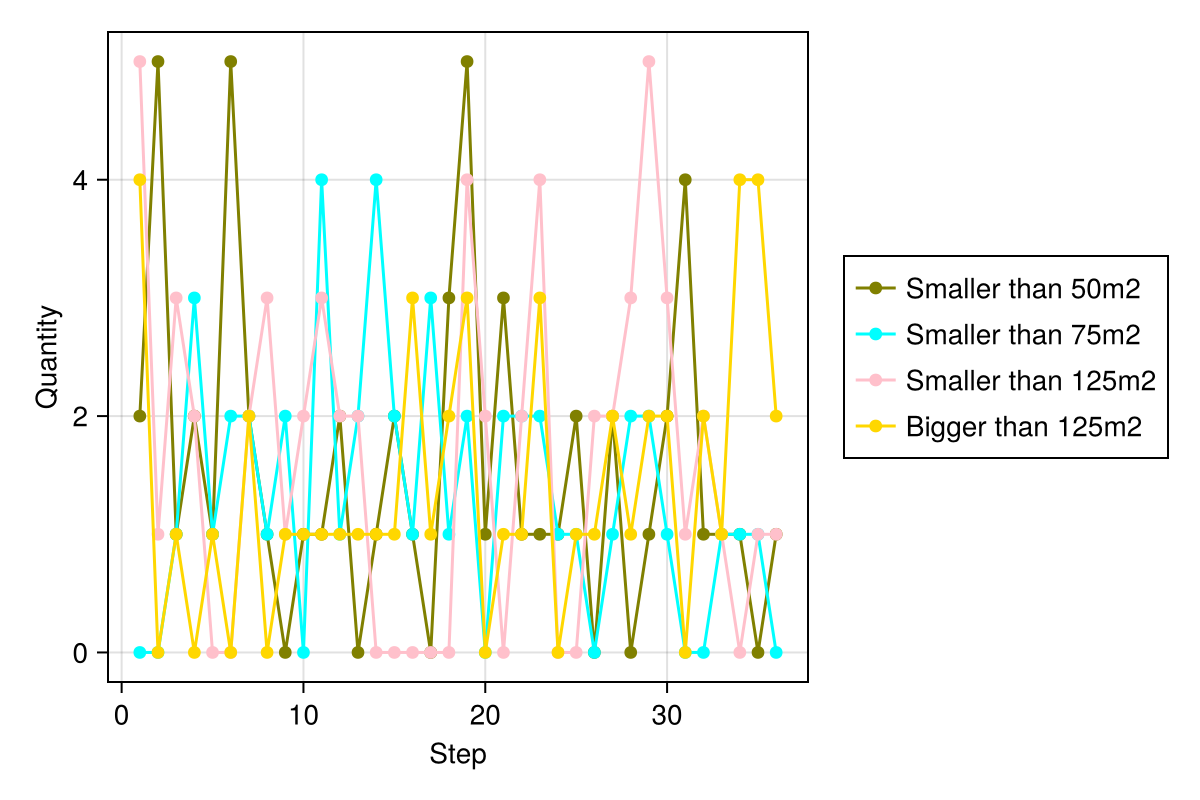 Quantity
4
2
0
0
10
20
30
Step
Smaller than 50m2
Smaller than 75m2
Smaller than 125m2
Bigger than 125m2